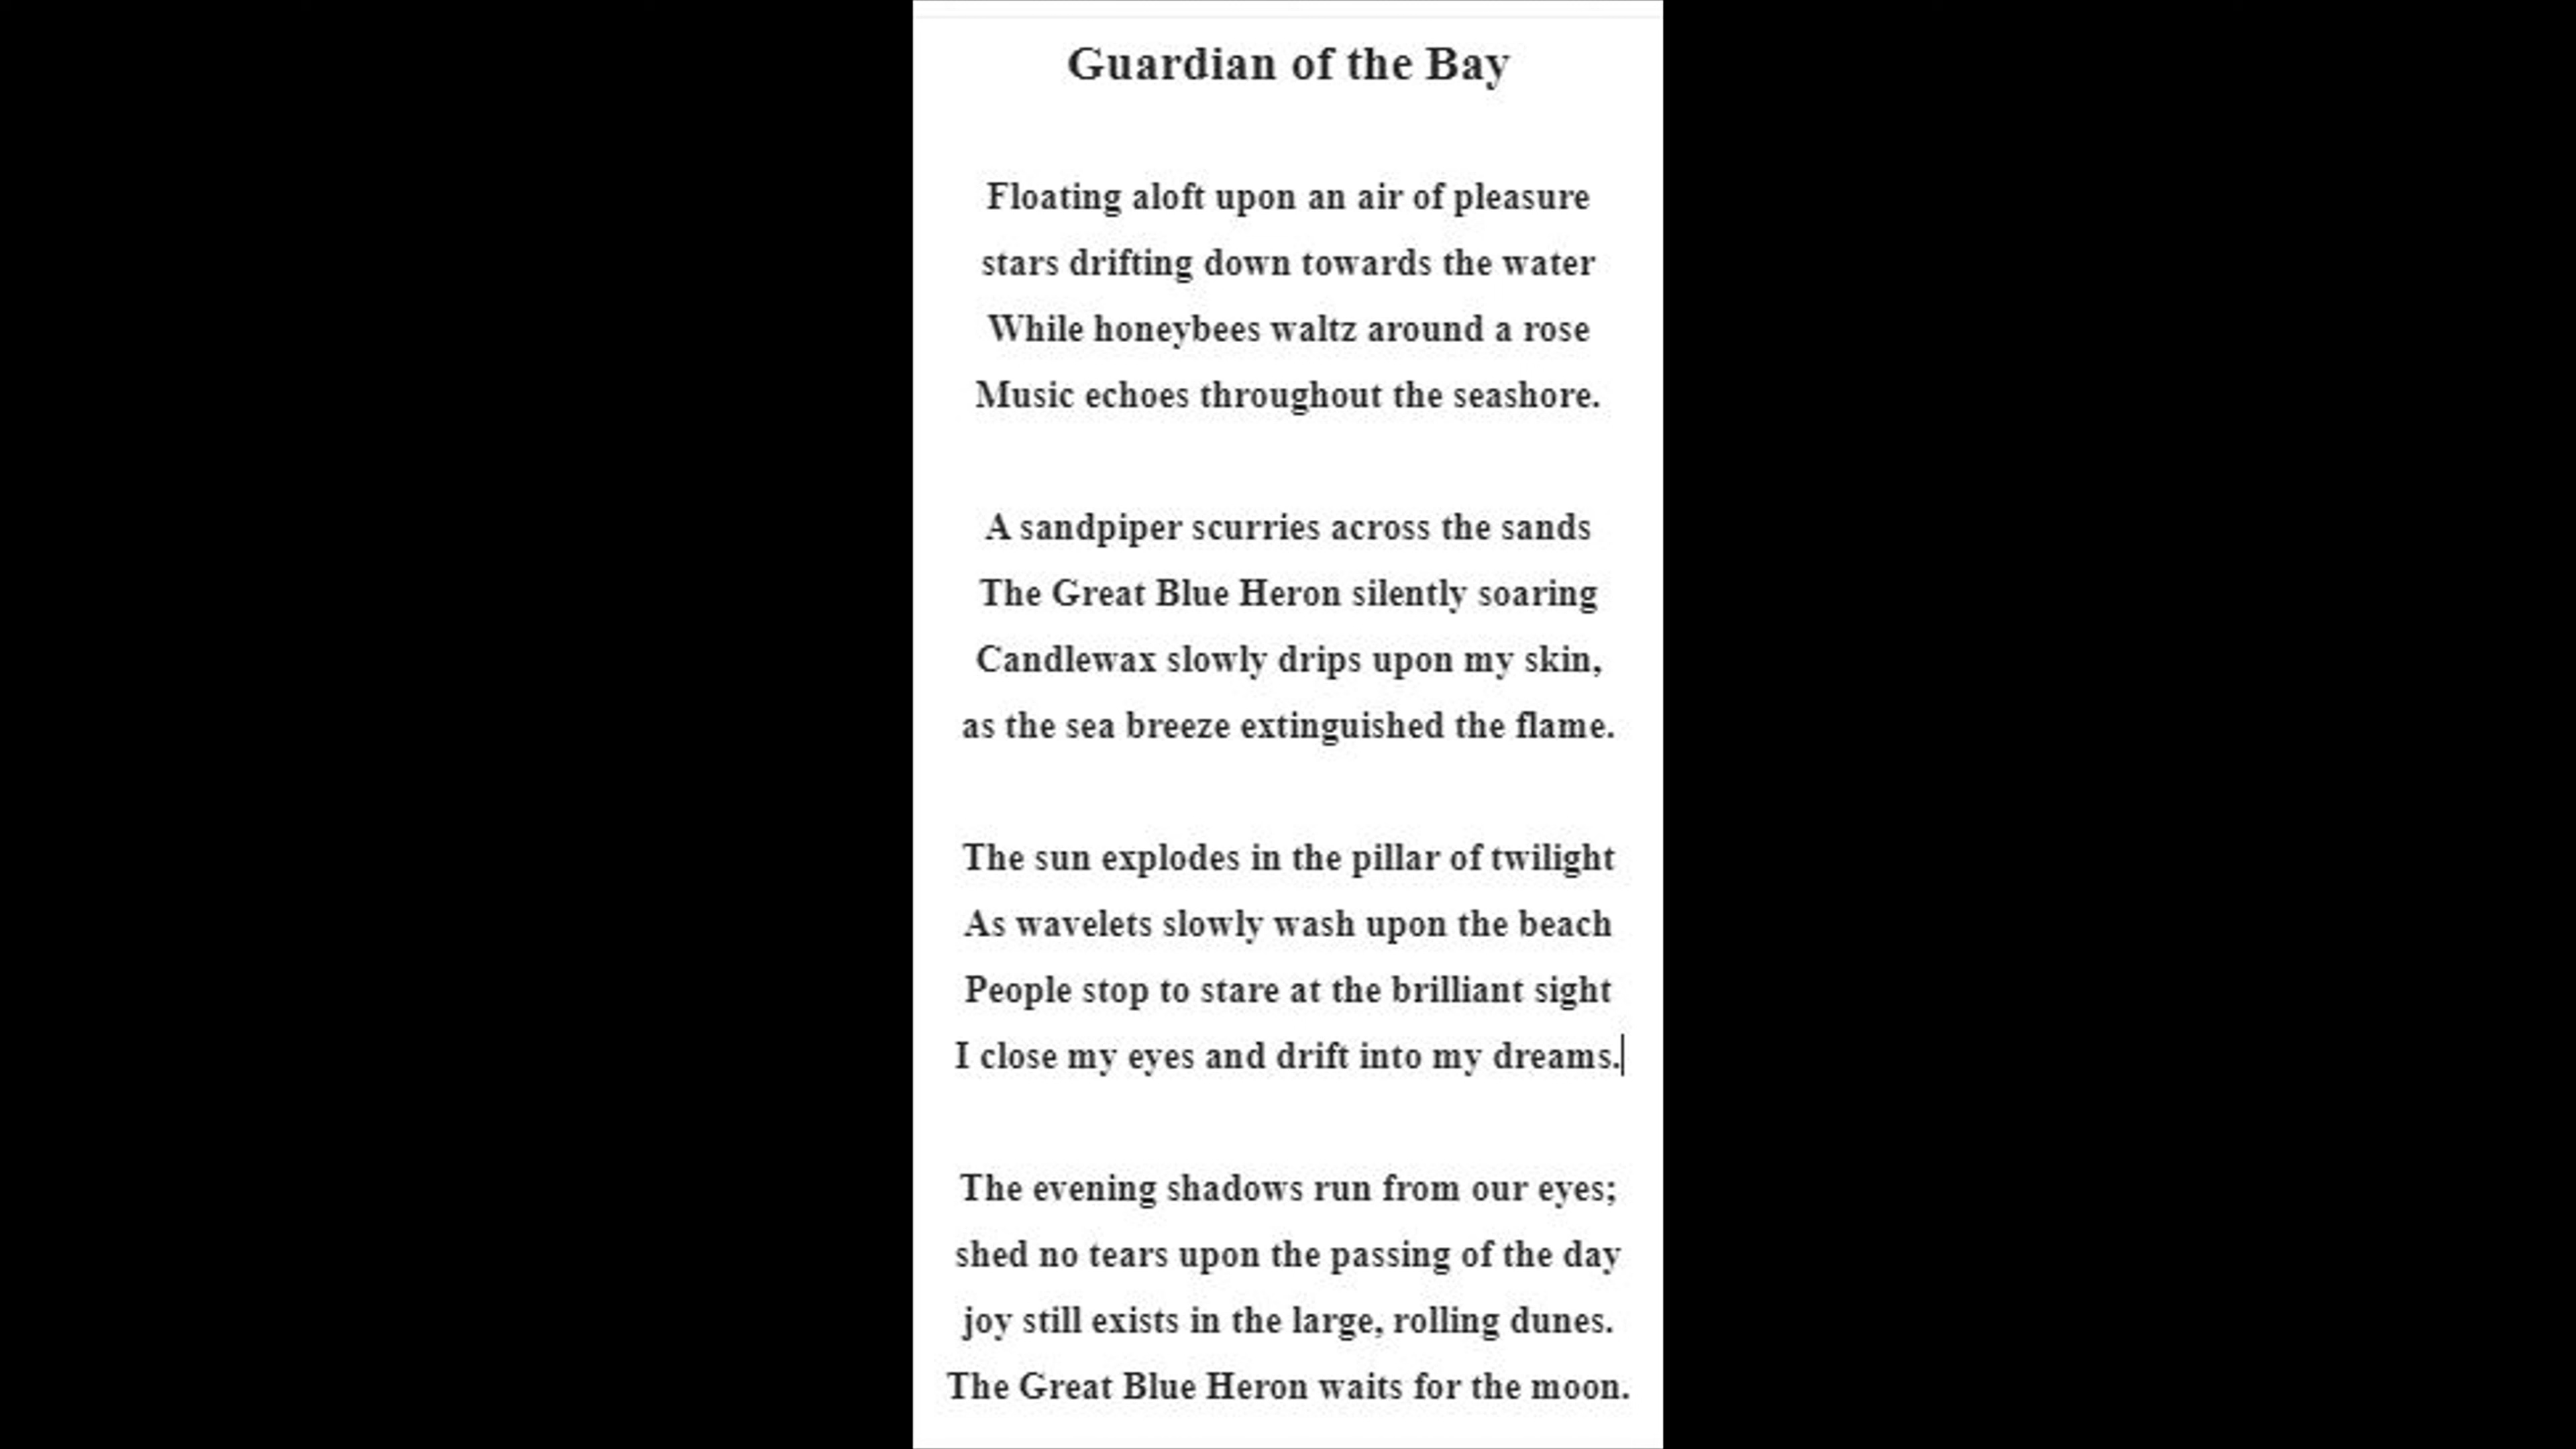 Guardian of the Bay
Floating aloft upon an air of pleasure
stars drifting down towards the water
While honeybees waltz around a rose
Music echoes throughout the seashore.
A sandpiper scurries across the sands
The Great Blue Heron silently soaring
Candlewax slowly drips upon my skin,
as the sea breeze extinguished the flame.
The sun explodes in the pillar of twilight
As wavelets slowly wash upon the beach
People stop to stare at the brilliant sight
I close my eyes and drift into my dreams.
The evening shadows run from our eyes;
shed no tears upon the passing of the day
joy still exists in the large, rolling dunes.
The Great Blue Heron waits for the moon.